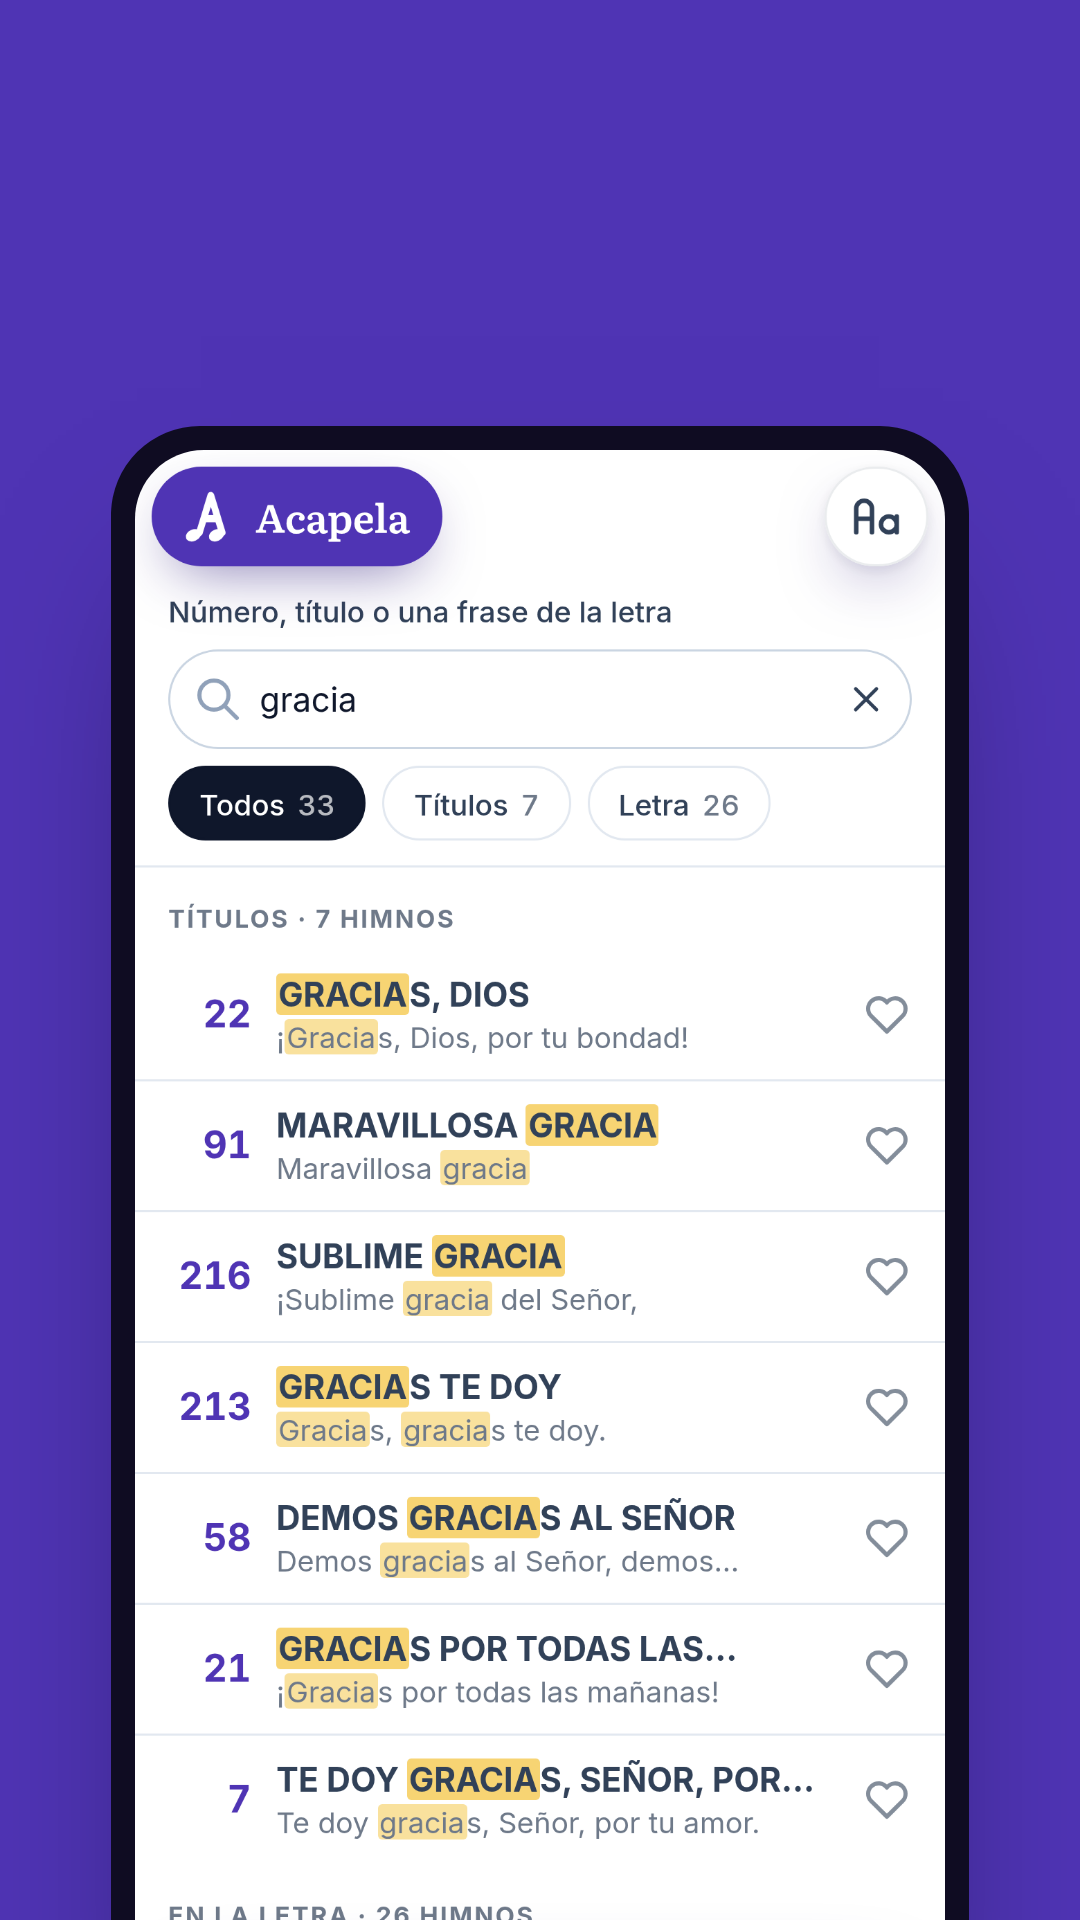 Acapela
Aa
Número, título o una frase de la letra
gracia
Todos 33
Títulos 7
Letra 26
TÍTULOS · 7 HIMNOS
22
GRACIAS, DIOS
¡Gracias, Dios, por tu bondad!
91
MARAVILLOSA GRACIA
Maravillosa gracia
216
SUBLIME GRACIA
¡Sublime gracia del Señor,
213
GRACIAS TE DOY
Gracias, gracias te doy.
58
DEMOS GRACIAS AL SEÑOR
Demos gracias al Señor, demos...
21
GRACIAS POR TODAS LAS...
¡Gracias por todas las mañanas!
7
TE DOY GRACIAS, SEÑOR, POR...
Te doy gracias, Señor, por tu amor.
EN LA LETRA · 26 HIMNOS